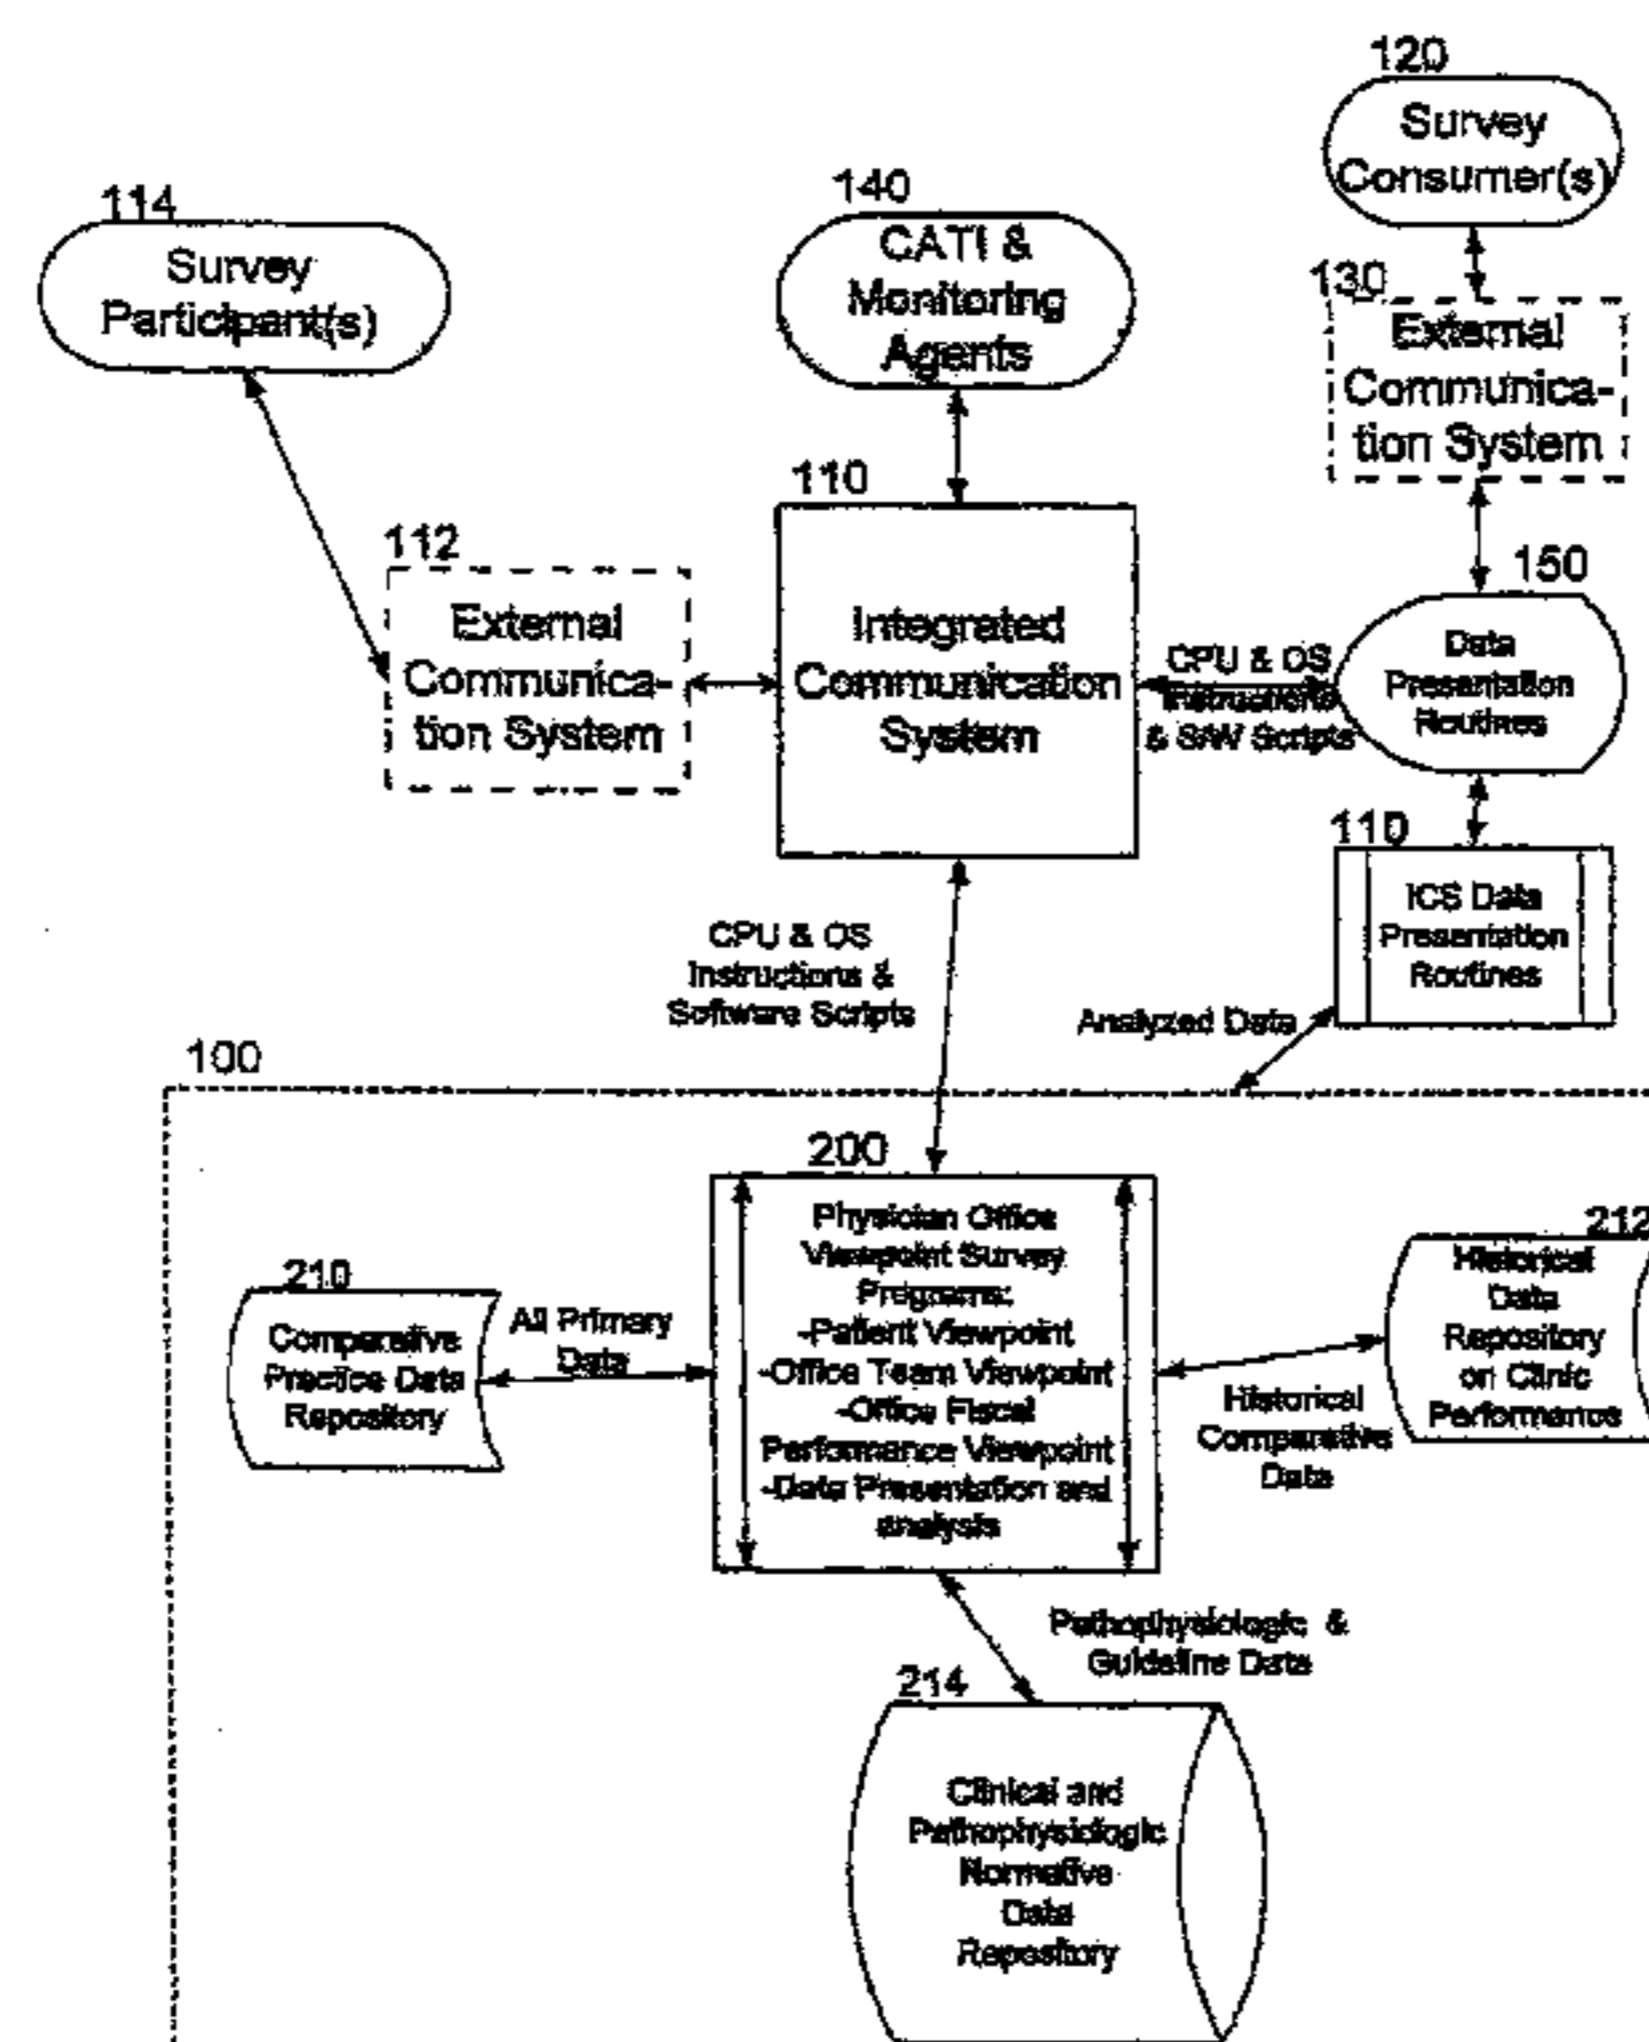 120
Survey
Consumer(s)
114
Survey
Participant(s)
140
CATI &
Monitoring
Agents
130
External
Communica-
tion System
112
External
Communica-
tion System
110
Integrated
Communication
System
CPU & OS
Instructions
& S/W Scripts
150
Data
Presentation
Routines
110
ICS Data
Presentation
Routines
CPU & OS
Instructions &
Software Scripts
Analyzed Data
100
200
Physician Office
Viewpoint Survey
Programs:
-Patient Viewpoint
-Office Team Viewpoint
-Office Fiscal
Performance Viewpoint
-Data Presentation and
analysis
210
Comparative
Practice Data
Repository
All Primary
Data
212
Historical
Data
Repository
on Clinic
Performance
Historical
Comparative
Data
Pathophysiologic &
Guideline Data
214
Clinical and
Pathophysiologic
Normative
Data
Repository